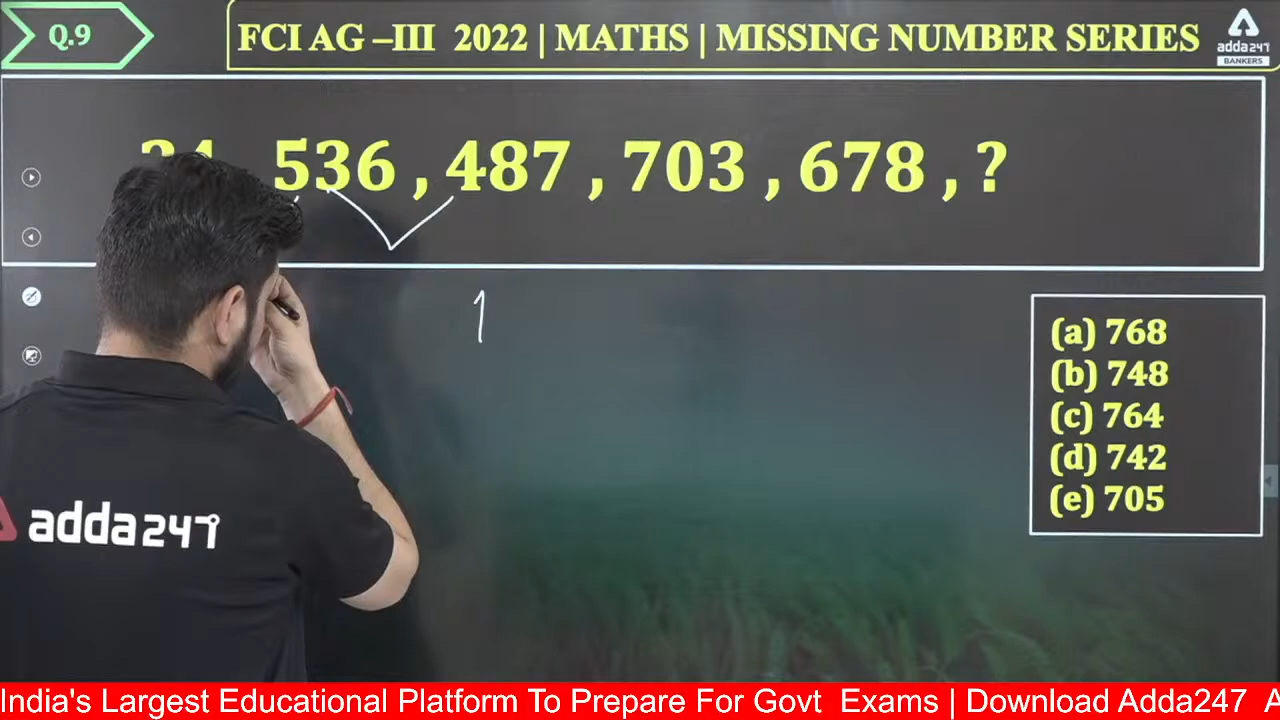 Q.9
FCI AG –III 2022 | MATHS | MISSING NUMBER SERIES
adda247
BANKERS
536 , 487 , 703 , 678 , ?
1
(a) 768
(b) 748
(c) 764
(d) 742
(e) 705
adda247
India's Largest Educational Platform To Prepare For Govt Exams | Download Adda247